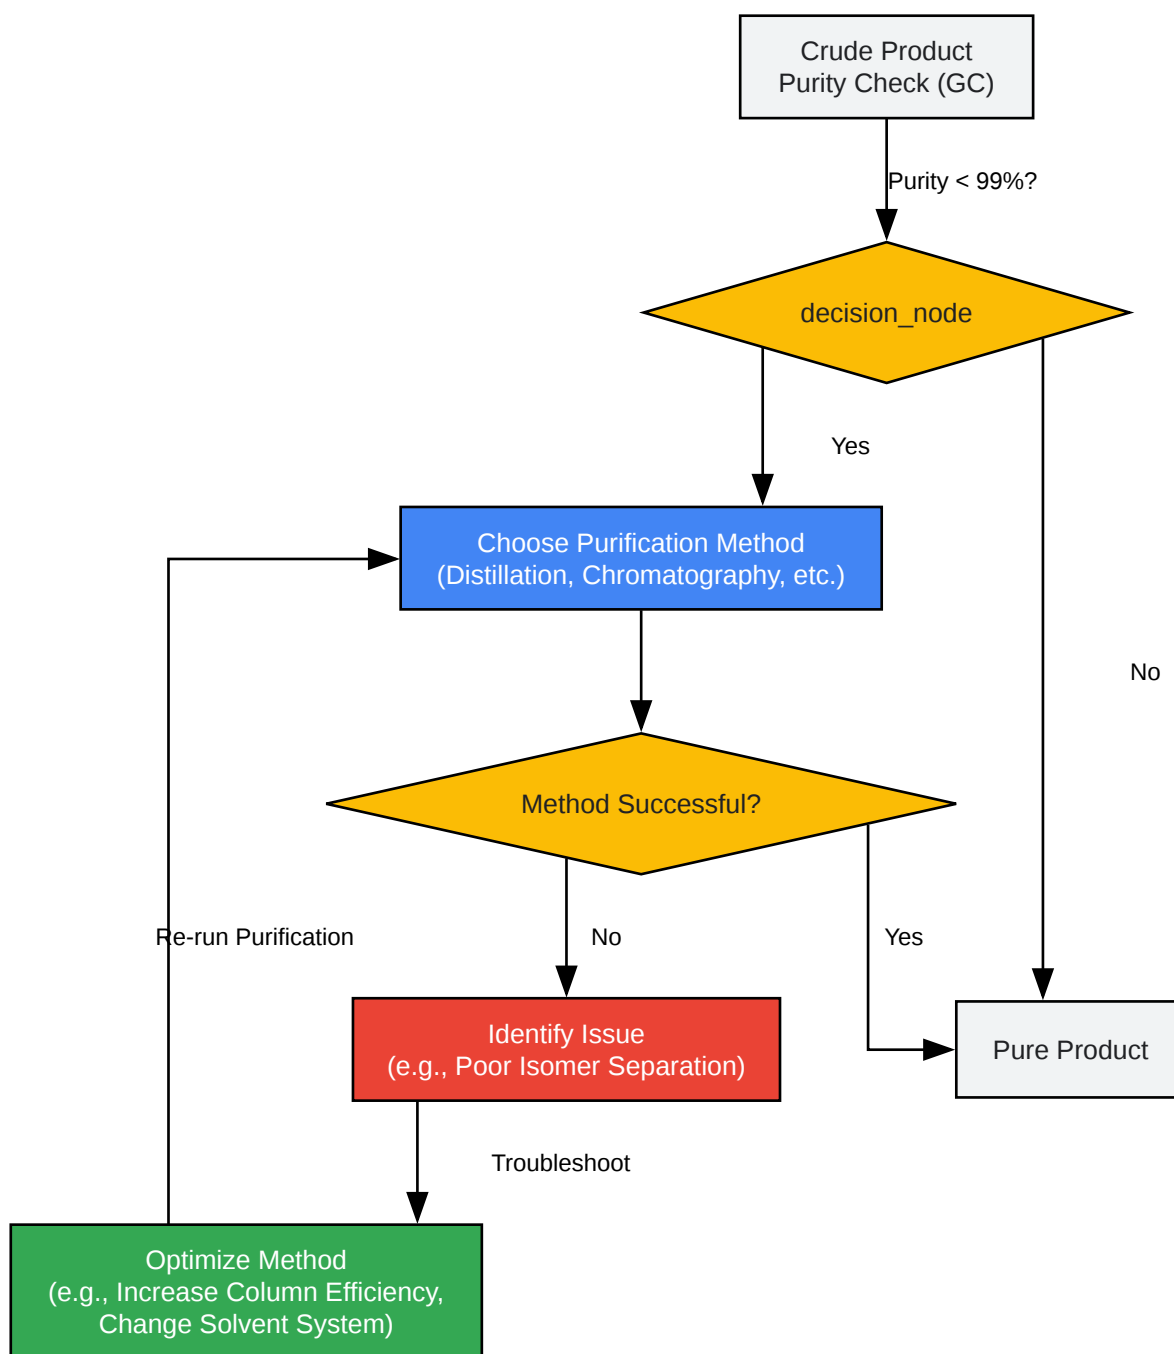 Crude Product
Purity Check (GC)
Purity < 99%?
decision_node
Yes
Choose Purification Method
(Distillation, Chromatography, etc.)
No
Method Successful?
Re-run Purification
No
Yes
Identify Issue
(e.g., Poor Isomer Separation)
Pure Product
Troubleshoot
Optimize Method
(e.g., Increase Column Efficiency,
Change Solvent System)